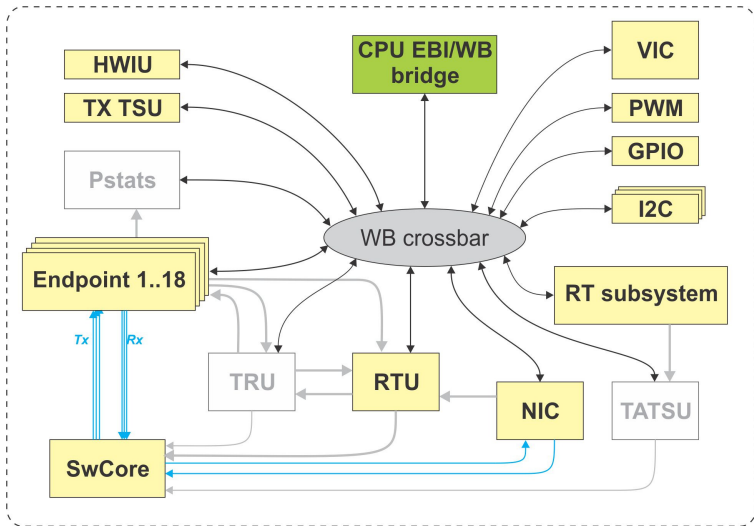 CPU EBI/WB
bridge
HWIU
VIC
TX TSU
PWM
GPIO
Pstats
I2C
WB crossbar
Endpoint 1..18
RT subsystem
Tx
Rx
TRU
RTU
NIC
TATSU
SwCore